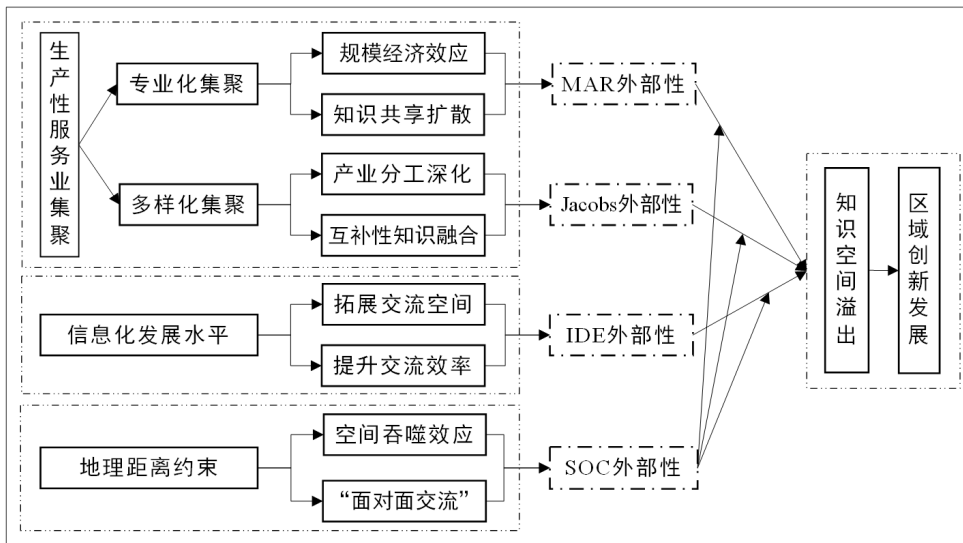 生产性服务业集聚
专业化集聚
规模经济效应
知识共享扩散
MAR外部性
多样化集聚
产业分工深化
互补性知识融合
Jacobs外部性
信息化发展水平
拓展交流空间
提升交流效率
IDE外部性
地理距离约束
空间吞噬效应
“面对面交流”
SOC外部性
知识空间溢出
区域创新发展